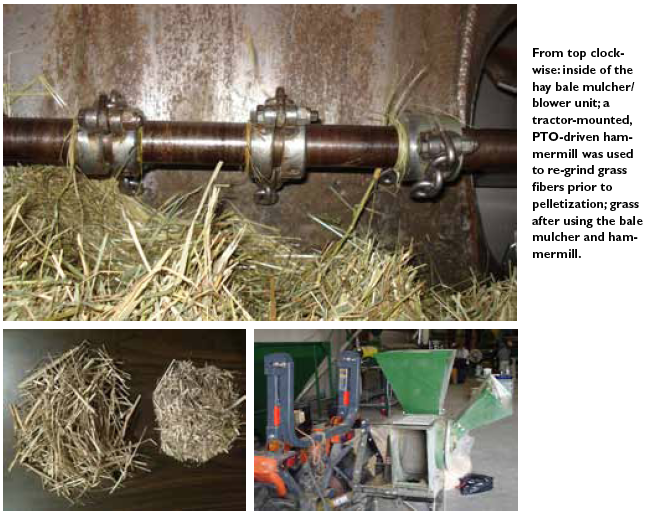 From top clock-
wise: inside of the
hay bale mulcher/
blower unit; a
tractor-mounted,
PTO-driven ham-
mermill was used
to re-grind grass
fibers prior to
pelletization; grass
after using the bale
mulcher and ham-
mermill.